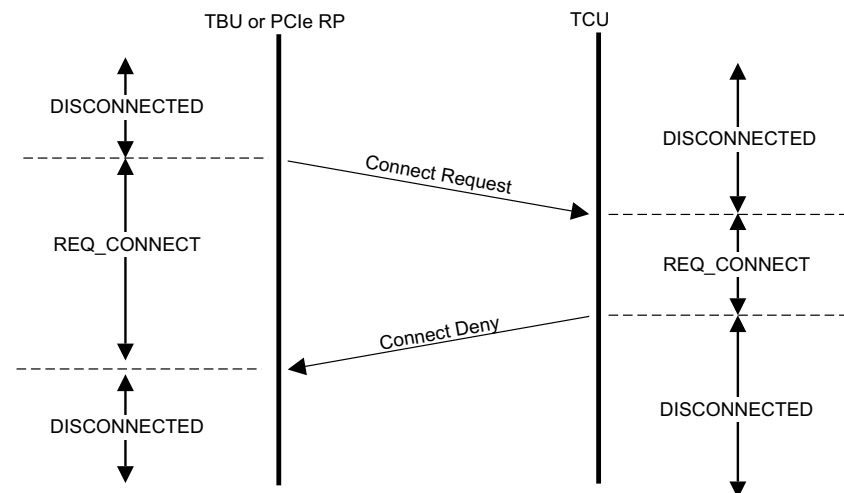 TBU or PCIe RP
TCU
DISCONNECTED
DISCONNECTED
Connect Request
REQ_CONNECT
REQ_CONNECT
Connect Deny
DISCONNECTED
DISCONNECTED